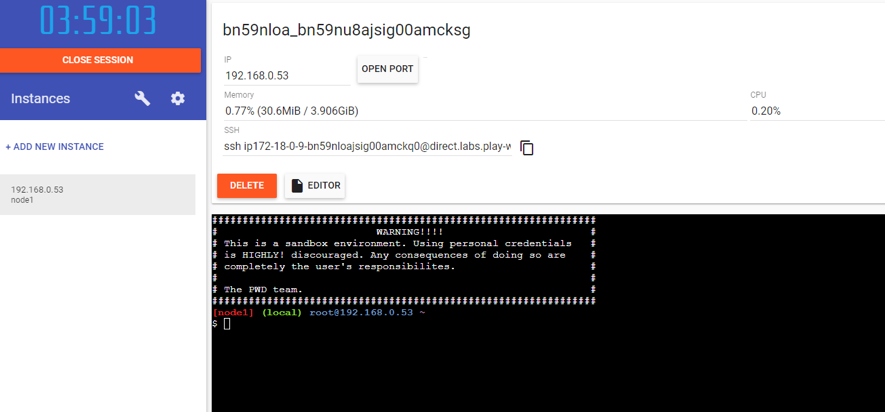 03:59:03
CLOSE SESSION
Instances
+ ADD NEW INSTANCE
192.168.0.53
node1
bn59nloa_bn59nu8ajsig00amcksg
IP
192.168.0.53
OPEN PORT
Memory
0.77% (30.6MiB / 3.906GiB)
CPU
0.20%
SSH
ssh ip172-18-0-9-bn59nloajsig00amckq0@direct.labs.play-w
DELETE
EDITOR
###############################################################
# WARNING!!!! #
# This is a sandbox environment. Using personal credentials #
# is HIGHLY! discouraged. Any consequences of doing so are #
# completely the user's responsibilites. #
# #
# The PWD team. #
###############################################################
[node1] (local) root@192.168.0.53 ~
$